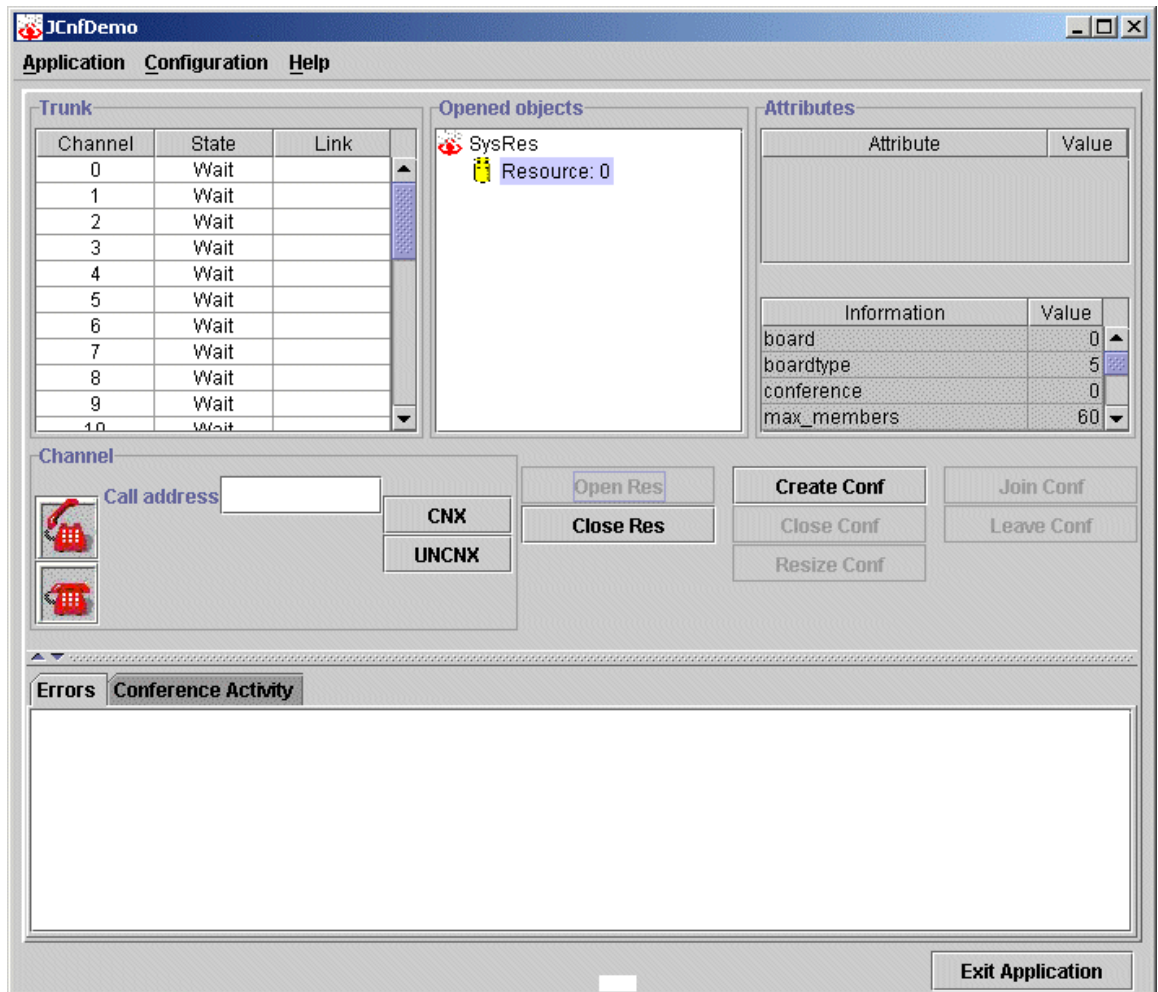 JCnfDemo
Application Configuration Help
Trunk
Channel State Link
0 Wait
1 Wait
2 Wait
3 Wait
4 Wait
5 Wait
6 Wait
7 Wait
8 Wait
9 Wait
10 Wait
Opened objects
SysRes
Resource: 0
Attributes
Attribute Value
Information Value
board 0
boardtype 5
conference 0
max_members 60
Channel
Call address
CNX
UNCNX
Open Res
Close Res
Create Conf
Close Conf
Resize Conf
Join Conf
Leave Conf
Errors Conference Activity
Exit Application